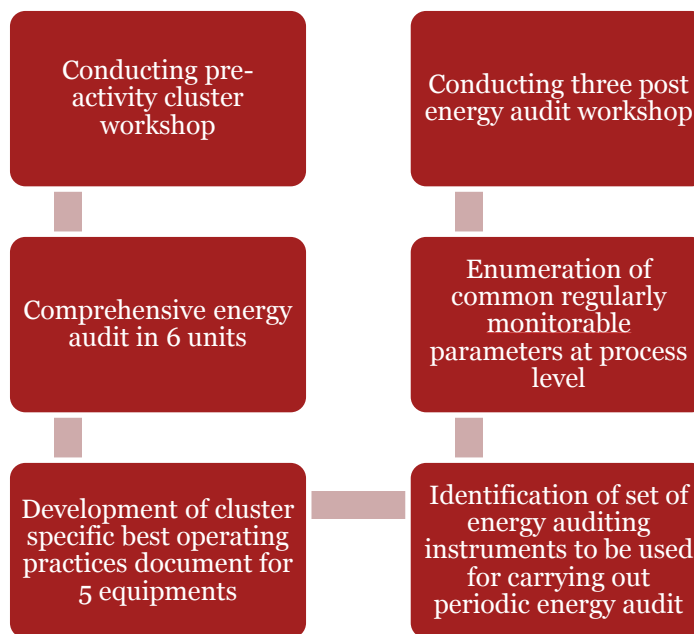 Conducting pre-
activity cluster
workshop
Comprehensive energy
audit in 6 units
Development of cluster
specific best operating
practices document for
5 equipments
Identification of set of
energy auditing
instruments to be used
for carrying out
periodic energy audit
Enumeration of
common regularly
monitorable
parameters at process
level
Conducting three post
energy audit workshop